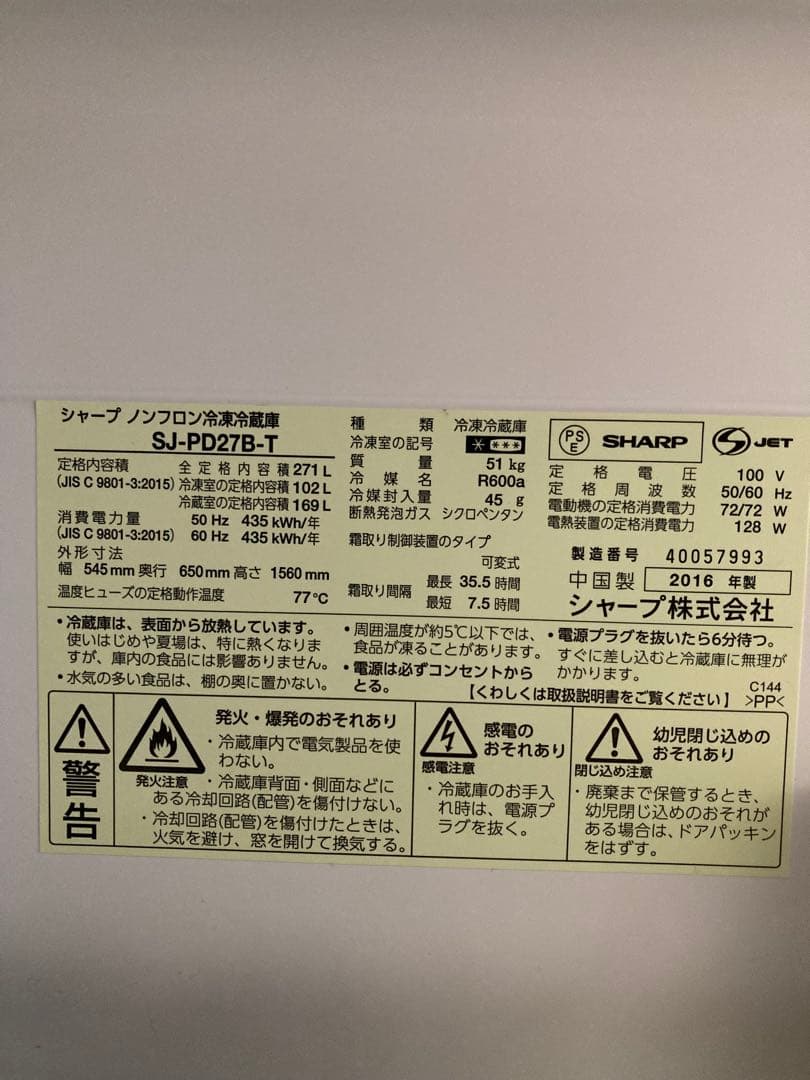 シャープ ノンフロン冷凍冷蔵庫
SJ-PD27B-T
定格内容積 全定格内容積 271 L
(JIS C 9801-3:2015) 冷凍室の定格内容積 102 L
冷蔵室の定格内容積 169 L
消費電力量 50 Hz 435 kWh/年
(JIS C 9801-3:2015) 60 Hz 435 kWh/年
外形寸法
幅 545mm 奥行 650mm 高さ 1560mm
温度ヒューズの定格動作温度 77℃
種類 冷凍冷蔵庫
冷凍室の記号 * ***
質量 51 kg
冷媒名 R600a
冷媒封入量 45 g
断熱発泡ガス シクロペンタン
霜取り制御装置のタイプ
可変式
霜取り間隔 最長 35.5 時間
最短 7.5 時間
PSE SHARP S JET
定格電圧 100 V
定格周波数 50/60 Hz
電動機の定格消費電力 72/72 W
電熱装置の定格消費電力 128 W
製造番号 40057993
中国製 2016 年製
シャープ株式会社
・冷蔵庫は、表面から放熱しています。
使いはじめや夏場は、特に熱くなりま
すが、庫内の食品には影響ありません。
・水気の多い食品は、棚の奥に置かない。
・周囲温度が約5℃以下では、
食品が凍ることがあります。
・電源は必ずコンセントから
とる。
・電源プラグを抜いたら6分待つ。
すぐに差し込むと冷蔵庫に無理が
かかります。
【くわしくは取扱説明書をご覧ください】
C144
>PP<
警告
発火注意
発火・爆発のおそれあり
・冷蔵庫内で電気製品を使
わない。
・冷蔵庫背面・側面などに
ある冷却回路(配管)を傷付けない。
・冷却回路(配管)を傷付けたときは、
火気を避け、窓を開けて換気する。
感電注意
感電の
おそれあり
・冷蔵庫のお手入
れ時は、電源プ
ラグを抜く。
閉じ込め注意
幼児閉じ込めの
おそれあり
・廃棄まで保管するとき、
幼児閉じ込めのおそれが
ある場合は、ドアパッキン
をはずす。